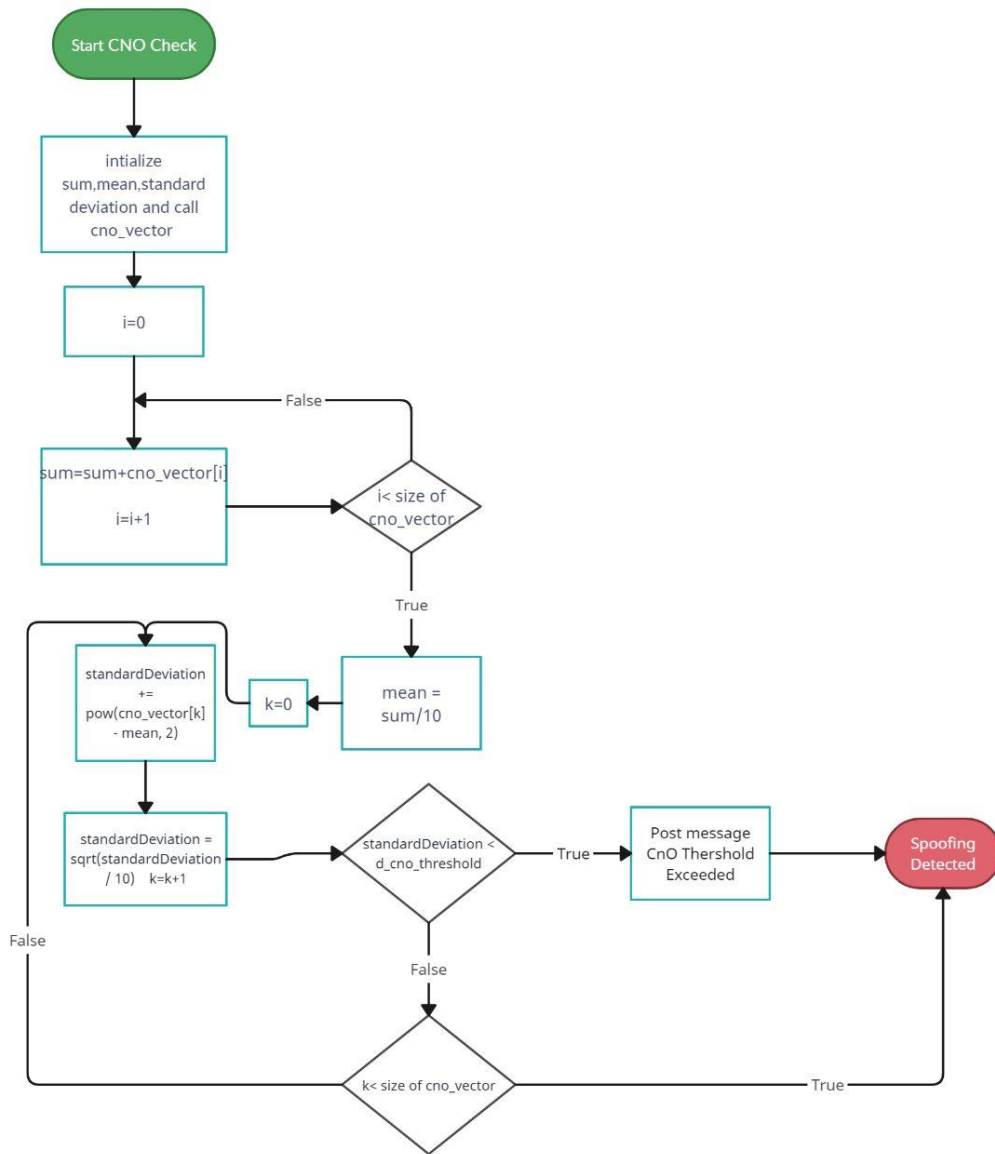 Start CNO Check
intialize
sum,mean,standard
deviation and call
cno_vector
i=0
False
sum=sum+cno_vector[i]
i=i+1
i< size of
cno_vector
True
standardDeviation
+=
pow(cno_vector[k]
- mean, 2)
k=0
mean =
sum/10
standardDeviation =
sqrt(standardDeviation
/ 10) k=k+1
standardDeviation <
d_cno_threshold
True
Post message
CnO Thershold
Exceeded
Spoofing
Detected
False
False
k< size of cno_vector
True